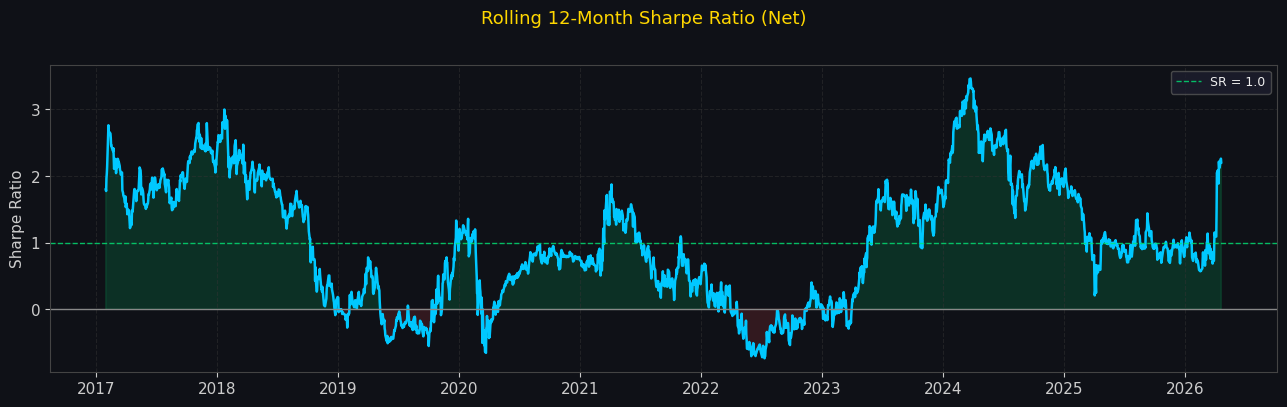 Rolling 12-Month Sharpe Ratio (Net)
SR = 1.0
Sharpe Ratio
3
2
1
0
2017 2018 2019 2020 2021 2022 2023 2024 2025 2026